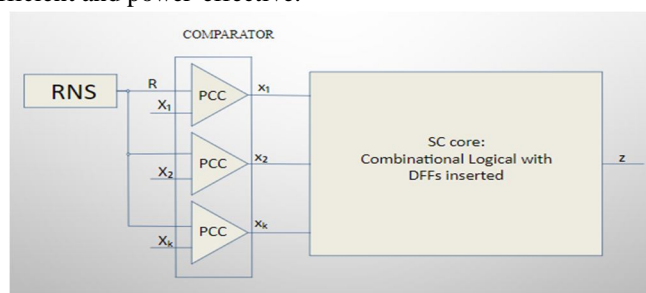 efficient and power effective.
COMPARATOR
RNS
R
X1
PCC
x1
X2
PCC
x2
Xk
PCC
xk
SC core:
Combinational Logical with
DFFs inserted
z